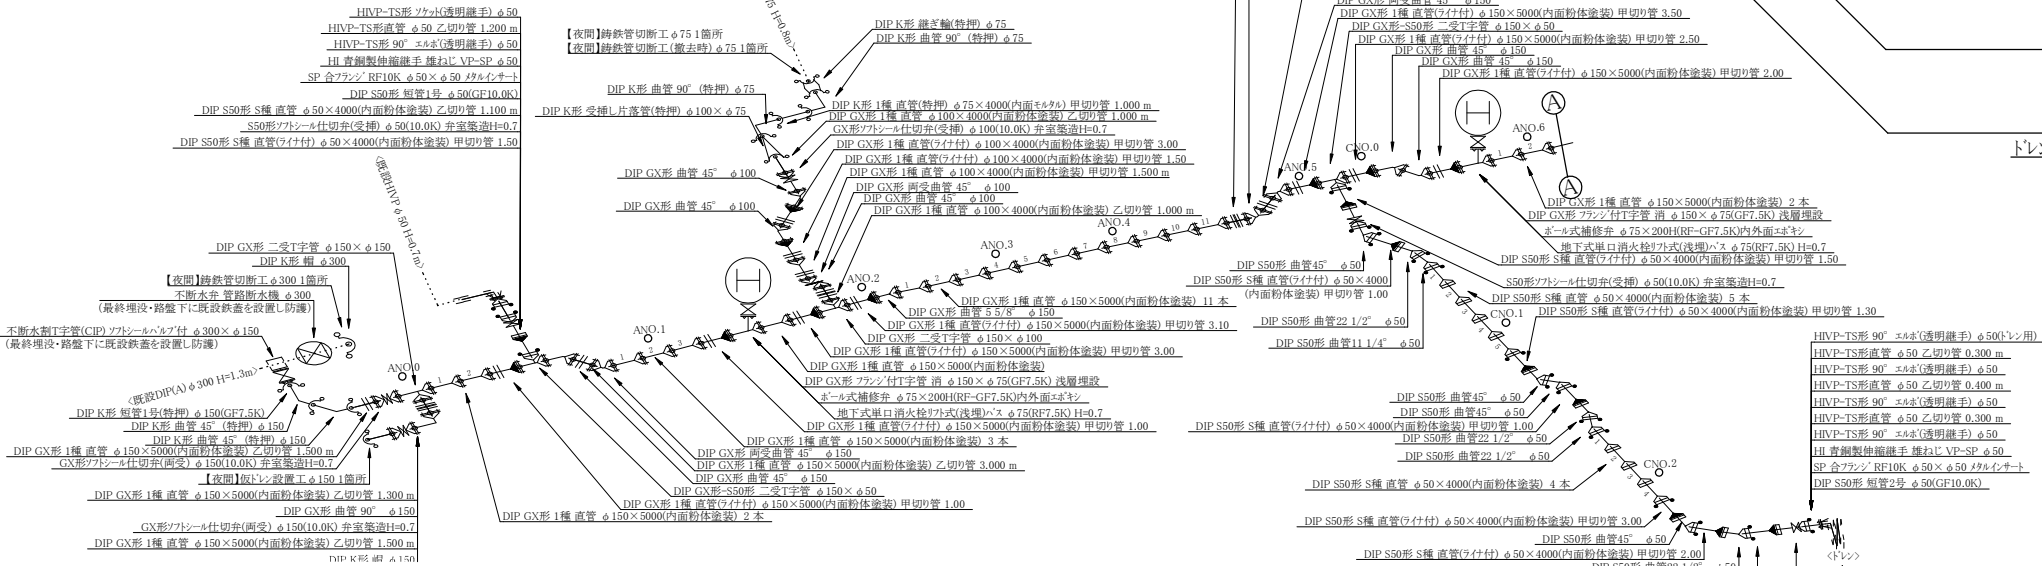 HIVP-TS形 ソケット(透明継手) φ50
HIVP-TS形直管 φ50 乙切り管 1.200 m
HIVP-TS形 90° エルボ(透明継手) φ50
HI 青銅製伸縮継手 雄ねじ VP-SP φ50
SP 合フランジ RF10K φ50×φ50 メタルインサート
DIP S50形 短管1号 φ50(GF10.0K)
DIP S50形 S種 直管 φ50×4000(内面粉体塗装) 乙切り管 1.100 m
S50形ソフトシール仕切弁(受挿) φ50(10.0K) 弁室築造H=0.7
DIP S50形 S種 直管(ライナ付) φ50×4000(内面粉体塗装) 甲切り管 1.50
<既設HIVP φ50 H=0.7m>
DIP GX形 二受T字管 φ150×φ150
DIP K形 帽 φ300
【夜間】鋳鉄管切断工 φ300 1箇所
不断水弁 管路断水機 φ300
(最終埋没・路盤下に既設鉄蓋を設置し防護)
不断水割T字管(CIP) ソフトシールバルブ付 φ300×φ150
(最終埋没・路盤下に既設鉄蓋を設置し防護)
<既設DIP(A) φ300 H=1.3m>
ANO.0
1
2
DIP K形 短管1号(特押) φ150(GF7.5K)
DIP K形 曲管 45° (特押) φ150
DIP K形 曲管 45° (特押) φ150
DIP GX形 1種 直管 φ150×5000(内面粉体塗装) 乙切り管 1.500 m
GX形ソフトシール仕切弁(両受) φ150(10.0K) 弁室築造H=0.7
【夜間】仮ドレン設置工 φ150 1箇所
DIP GX形 1種 直管 φ150×5000(内面粉体塗装) 乙切り管 1.300 m
DIP GX形 曲管 90° φ150
GX形ソフトシール仕切弁(両受) φ150(10.0K) 弁室築造H=0.7
DIP GX形 1種 直管 φ150×5000(内面粉体塗装) 乙切り管 1.500 m
DIP K形 帽 φ150
75 H=0.8m>
【夜間】鋳鉄管切断工 φ75 1箇所
【夜間】鋳鉄管切断工(撤去時) φ75 1箇所
DIP K形 継ぎ輪(特押) φ75
DIP K形 曲管 90° (特押) φ75
DIP K形 曲管 90° (特押) φ75
DIP K形 受挿し片落管(特押) φ100×φ75
DIP K形 1種 直管(特押) φ75×4000(内面モルタル) 甲切り管 1.000 m
DIP GX形 1種 直管 φ100×4000(内面粉体塗装) 乙切り管 1.000 m
GX形ソフトシール仕切弁(受挿) φ100(10.0K) 弁室築造H=0.7
DIP GX形 1種 直管(ライナ付) φ100×4000(内面粉体塗装) 甲切り管 3.00
DIP GX形 1種 直管(ライナ付) φ100×4000(内面粉体塗装) 甲切り管 1.50
DIP GX形 1種 直管 φ100×4000(内面粉体塗装) 甲切り管 1.500 m
DIP GX形 両受曲管 45° φ100
DIP GX形 曲管 45° φ100
DIP GX形 1種 直管 φ100×4000(内面粉体塗装) 乙切り管 1.000 m
DIP GX形 曲管 45° φ100
DIP GX形 曲管 45° φ100
ANO.1
1
2
3
H
ANO.2
1
2
3
4
5
6
7
8
9
10
11
ANO.3
ANO.4
DIP GX形 1種 直管 φ150×5000(内面粉体塗装) 11 本
DIP GX形 曲管 5 5/8° φ150
DIP GX形 1種 直管(ライナ付) φ150×5000(内面粉体塗装) 甲切り管 3.10
DIP GX形 二受T字管 φ150×φ100
DIP GX形 1種 直管(ライナ付) φ150×5000(内面粉体塗装) 甲切り管 3.00
DIP GX形 1種 直管 φ150×5000(内面粉体塗装)
DIP GX形 フランジ付T字管 消 φ150×φ75(GF7.5K) 浅層埋設
ボール式補修弁 φ75×200H(RF-GF7.5K)内外面エポキシ
地下式単口消火栓リフト式(浅埋)パス φ75(RF7.5K) H=0.7
DIP GX形 1種 直管(ライナ付) φ150×5000(内面粉体塗装) 甲切り管 1.00
DIP GX形 1種 直管 φ150×5000(内面粉体塗装) 3 本
DIP GX形 両受曲管 45° φ150
DIP GX形 1種 直管 φ150×5000(内面粉体塗装) 乙切り管 3.000 m
DIP GX形 曲管 45° φ150
DIP GX形-S50形 二受T字管 φ150×φ50
DIP GX形 1種 直管(ライナ付) φ150×5000(内面粉体塗装) 甲切り管 1.00
DIP GX形 1種 直管 φ150×5000(内面粉体塗装) 2 本
DIP GX形 両受曲管 45° φ150
DIP GX形 1種 直管(ライナ付) φ150×5000(内面粉体塗装) 甲切り管 3.50
DIP GX形-S50形 二受T字管 φ150×φ50
DIP GX形 1種 直管(ライナ付) φ150×5000(内面粉体塗装) 甲切り管 2.50
DIP GX形 曲管 45° φ150
DIP GX形 曲管 45° φ150
DIP GX形 1種 直管(ライナ付) φ150×5000(内面粉体塗装) 甲切り管 2.00
ANO.5
CNO.0
H
ANO.6
1
2
A
A
DIP GX形 1種 直管 φ150×5000(内面粉体塗装) 2 本
DIP GX形 フランジ付T字管 消 φ150×φ75(GF7.5K) 浅層埋設
ボール式補修弁 φ75×200H(RF-GF7.5K)内外面エポキシ
地下式単口消火栓リフト式(浅埋)パス φ75(RF7.5K) H=0.7
DIP S50形 S種 直管(ライナ付) φ50×4000(内面粉体塗装) 甲切り管 1.50
S50形ソフトシール仕切弁(受挿) φ50(10.0K) 弁室築造H=0.7
DIP S50形 S種 直管 φ50×4000(内面粉体塗装) 5 本
DIP S50形 S種 直管(ライナ付) φ50×4000(内面粉体塗装) 甲切り管 1.30
DIP S50形 曲管45° φ50
DIP S50形 S種 直管(ライナ付) φ50×4000
(内面粉体塗装) 甲切り管 1.00
DIP S50形 曲管22 1/2° φ50
DIP S50形 曲管11 1/4° φ50
1
2
3
4
5
CNO.1
DIP S50形 曲管45° φ50
DIP S50形 曲管45° φ50
DIP S50形 S種 直管(ライナ付) φ50×4000(内面粉体塗装) 甲切り管 1.00
DIP S50形 曲管22 1/2° φ50
DIP S50形 曲管22 1/2° φ50
1
2
3
4
CNO.2
DIP S50形 S種 直管 φ50×4000(内面粉体塗装) 4 本
DIP S50形 S種 直管(ライナ付) φ50×4000(内面粉体塗装) 甲切り管 3.00
DIP S50形 曲管45° φ50
DIP S50形 S種 直管(ライナ付) φ50×4000(内面粉体塗装) 甲切り管 2.00
DIP S50形 曲管22 1/2° φ50
HIVP-TS形 90° エルボ(透明継手) φ50(ドレン用)
HIVP-TS形直管 φ50 乙切り管 0.300 m
HIVP-TS形 90° エルボ(透明継手) φ50
HIVP-TS形直管 φ50 乙切り管 0.400 m
HIVP-TS形 90° エルボ(透明継手) φ50
HIVP-TS形直管 φ50 乙切り管 0.300 m
HIVP-TS形 90° エルボ(透明継手) φ50
HI 青銅製伸縮継手 雄ねじ VP-SP φ50
SP 合フランジ RF10K φ50×φ50 メタルインサート
DIP S50形 短管2号 φ50(GF10.0K)
<ドレン>
ドレン